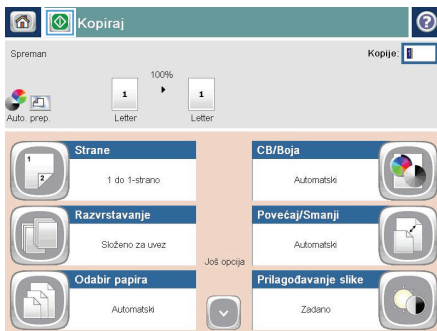 Kopiraj
Spreman
Kopije: 1
100%
1 1
Auto. prep. Letter Letter
Strane
1 do 1-strano
CB/Boja
Automatski
Razvrstavanje
Složeno za uvez
Povećaj/Smanji
Automatski
Još opcija
Odabir papira
Automatski
Prilagođavanje slike
Zadano